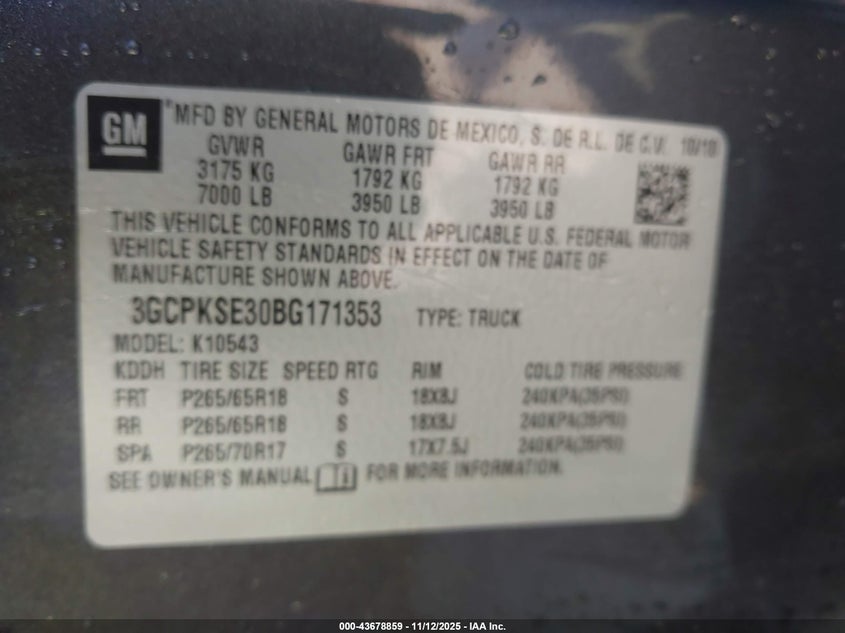 GM
MFD BY GENERAL MOTORS DE MEXICO, S. DE R.L. DE C.V. 10/10
GVWR GAWR FRT GAWR RR
3175 KG 1792 KG 1792 KG
7000 LB 3950 LB 3950 LB
THIS VEHICLE CONFORMS TO ALL APPLICABLE U.S. FEDERAL MOTOR
VEHICLE SAFETY STANDARDS IN EFFECT ON THE DATE OF
MANUFACTURE SHOWN ABOVE.
3GCPKSE30BG171353 TYPE: TRUCK
MODEL: K10543
KDDH TIRE SIZE SPEED RTG RIM COLD TIRE PRESSURE
FRT P265/65R18 S 18X8J 240KPA(35PSI)
RR P265/65R18 S 18X8J 240KPA(35PSI)
SPA P265/70R17 S 17X7.5J 240KPA(35PSI)
SEE OWNER'S MANUAL FOR MORE INFORMATION.
000-43678859 - 11/12/2025 - IAA Inc.